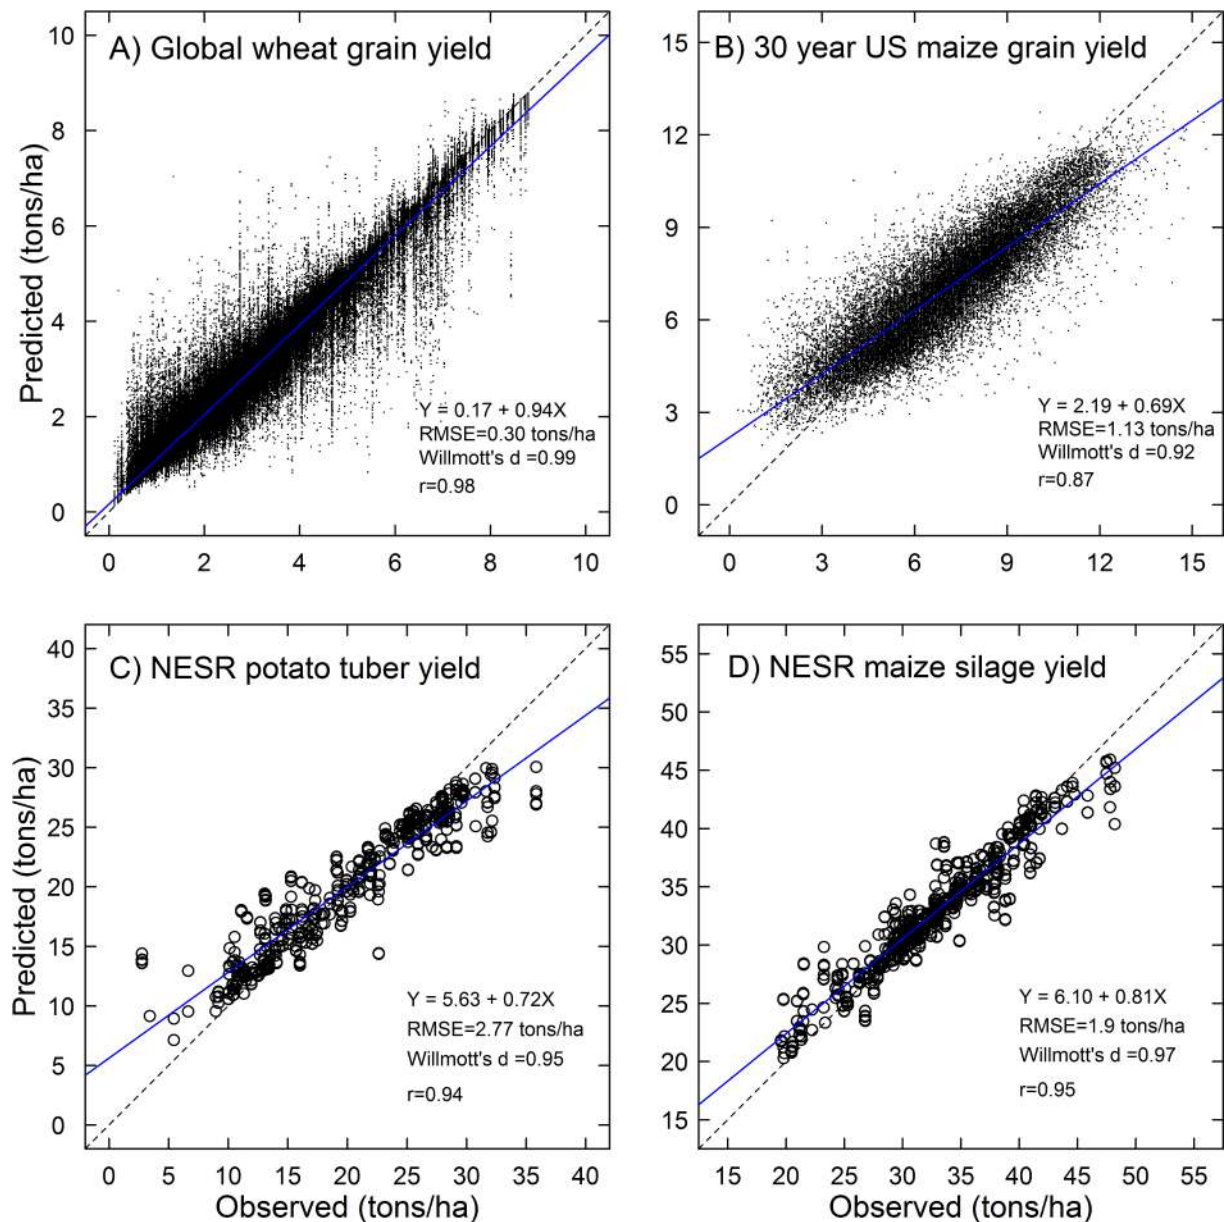 A) Global wheat grain yield
10
8
6
4
2
0
Predicted (tons/ha)
Y = 0.17 + 0.94X
RMSE=0.30 tons/ha
Willmott's d =0.99
r=0.98
0 2 4 6 8 10
B) 30 year US maize grain yield
15
12
9
6
3
0
Y = 2.19 + 0.69X
RMSE=1.13 tons/ha
Willmott's d =0.92
r=0.87
0 3 6 9 12 15
C) NESR potato tuber yield
40
35
30
25
20
15
10
5
0
Predicted (tons/ha)
Y = 5.63 + 0.72X
RMSE=2.77 tons/ha
Willmott's d =0.95
r=0.94
0 5 10 15 20 25 30 35 40
Observed (tons/ha)
D) NESR maize silage yield
55
50
45
40
35
30
25
20
15
Y = 6.10 + 0.81X
RMSE=1.9 tons/ha
Willmott's d =0.97
r=0.95
15 20 25 30 35 40 45 50 55
Observed (tons/ha)